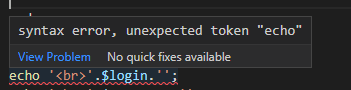 syntax error, unexpected token "echo"
View Problem No quick fixes available
echo '<br>'.$login.'';